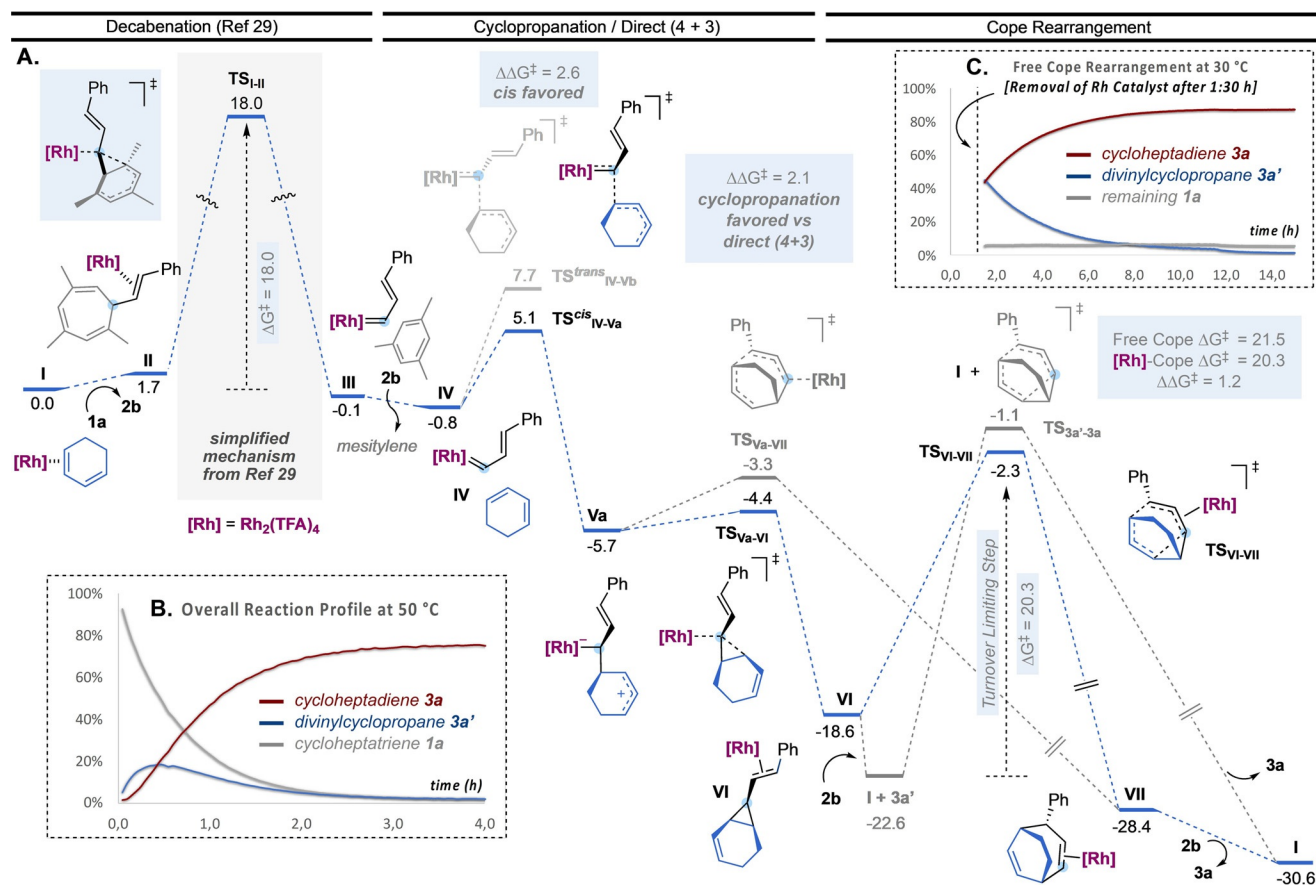 Decabenation (Ref 29)
Cyclopropanation / Direct (4 + 3)
Cope Rearrangement
A.
Ph
‡
[Rh]
TS_I-II
18.0
ΔG‡ = 18.0
simplified
mechanism
from Ref 29
[Rh] = Rh2(TFA)4
[Rh]
Ph
I
0.0
II
1.7
1a
2b
[Rh]
Ph
[Rh]
2b
III
-0.1
mesitylene
IV
-0.8
Ph
[Rh]
IV
ΔΔG‡ = 2.6
cis favored
‡
Ph
[Rh]
‡
Ph
[Rh]
7.7
TS^trans_IV-Vb
5.1
TS^cis_IV-Va
ΔΔG‡ = 2.1
cyclopropanation
favored vs
direct (4+3)
‡
Ph
[Rh]
Va
-5.7
Ph
[Rh]–
+
TS_Va-VII
-3.3
-4.4
TS_Va-VI
‡
Ph
[Rh]
VI
-18.6
2b
[Rh]
Ph
VI
I + 3a’
-22.6
‡
Ph
I +
-1.1
TS_3a'-3a
TS_VI-VII
-2.3
Turnover Limiting Step
ΔG‡ = 20.3
Free Cope ΔG‡ = 21.5
[Rh]-Cope ΔG‡ = 20.3
ΔΔG‡ = 1.2
‡
Ph
[Rh]
TS_VI-VII
3a
Ph
[Rh]
VII
-28.4
2b
3a
I
-30.6
B. Overall Reaction Profile at 50 °C
100%
80%
60%
40%
20%
0%
cycloheptadiene 3a
divinylcyclopropane 3a’
cycloheptatriene 1a
time (h)
0,0 1,0 2,0 3,0 4,0
C. Free Cope Rearrangement at 30 °C
[Removal of Rh Catalyst after 1:30 h]
100%
80%
60%
40%
20%
0%
cycloheptadiene 3a
divinylcyclopropane 3a’
remaining 1a
time (h)
0,0 2,0 4,0 6,0 8,0 10,0 12,0 14,0